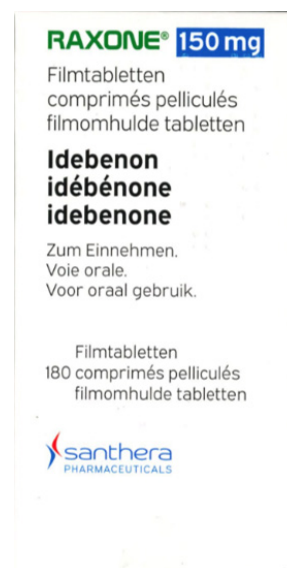 RAXONE® 150 mg
Filmtabletten
comprimés pelliculés
filmomhulde tabletten
Idebenon
idébénone
idebenone
Zum Einnehmen.
Voie orale.
Voor oraal gebruik.
Filmtabletten
180 comprimés pelliculés
filmomhulde tabletten
santhera
PHARMACEUTICALS